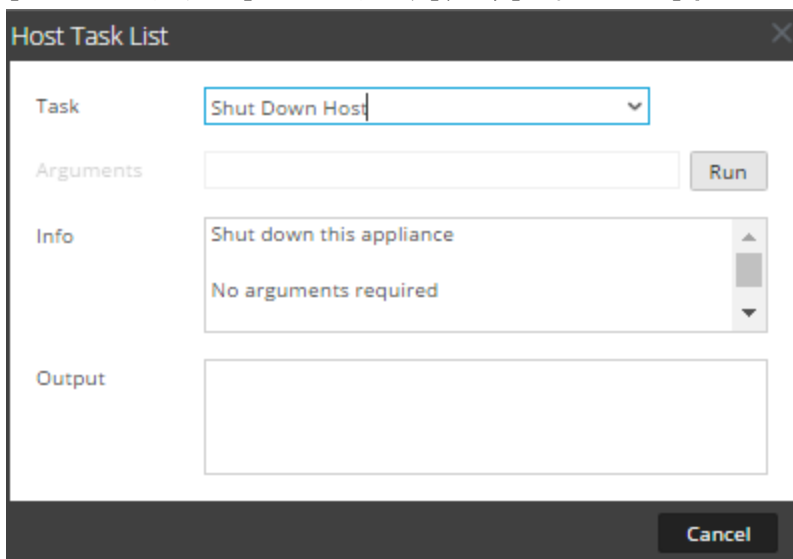 Host Task List
Task
Shut Down Host
Arguments
Run
Info
Shut down this appliance
No arguments required
Output
Cancel